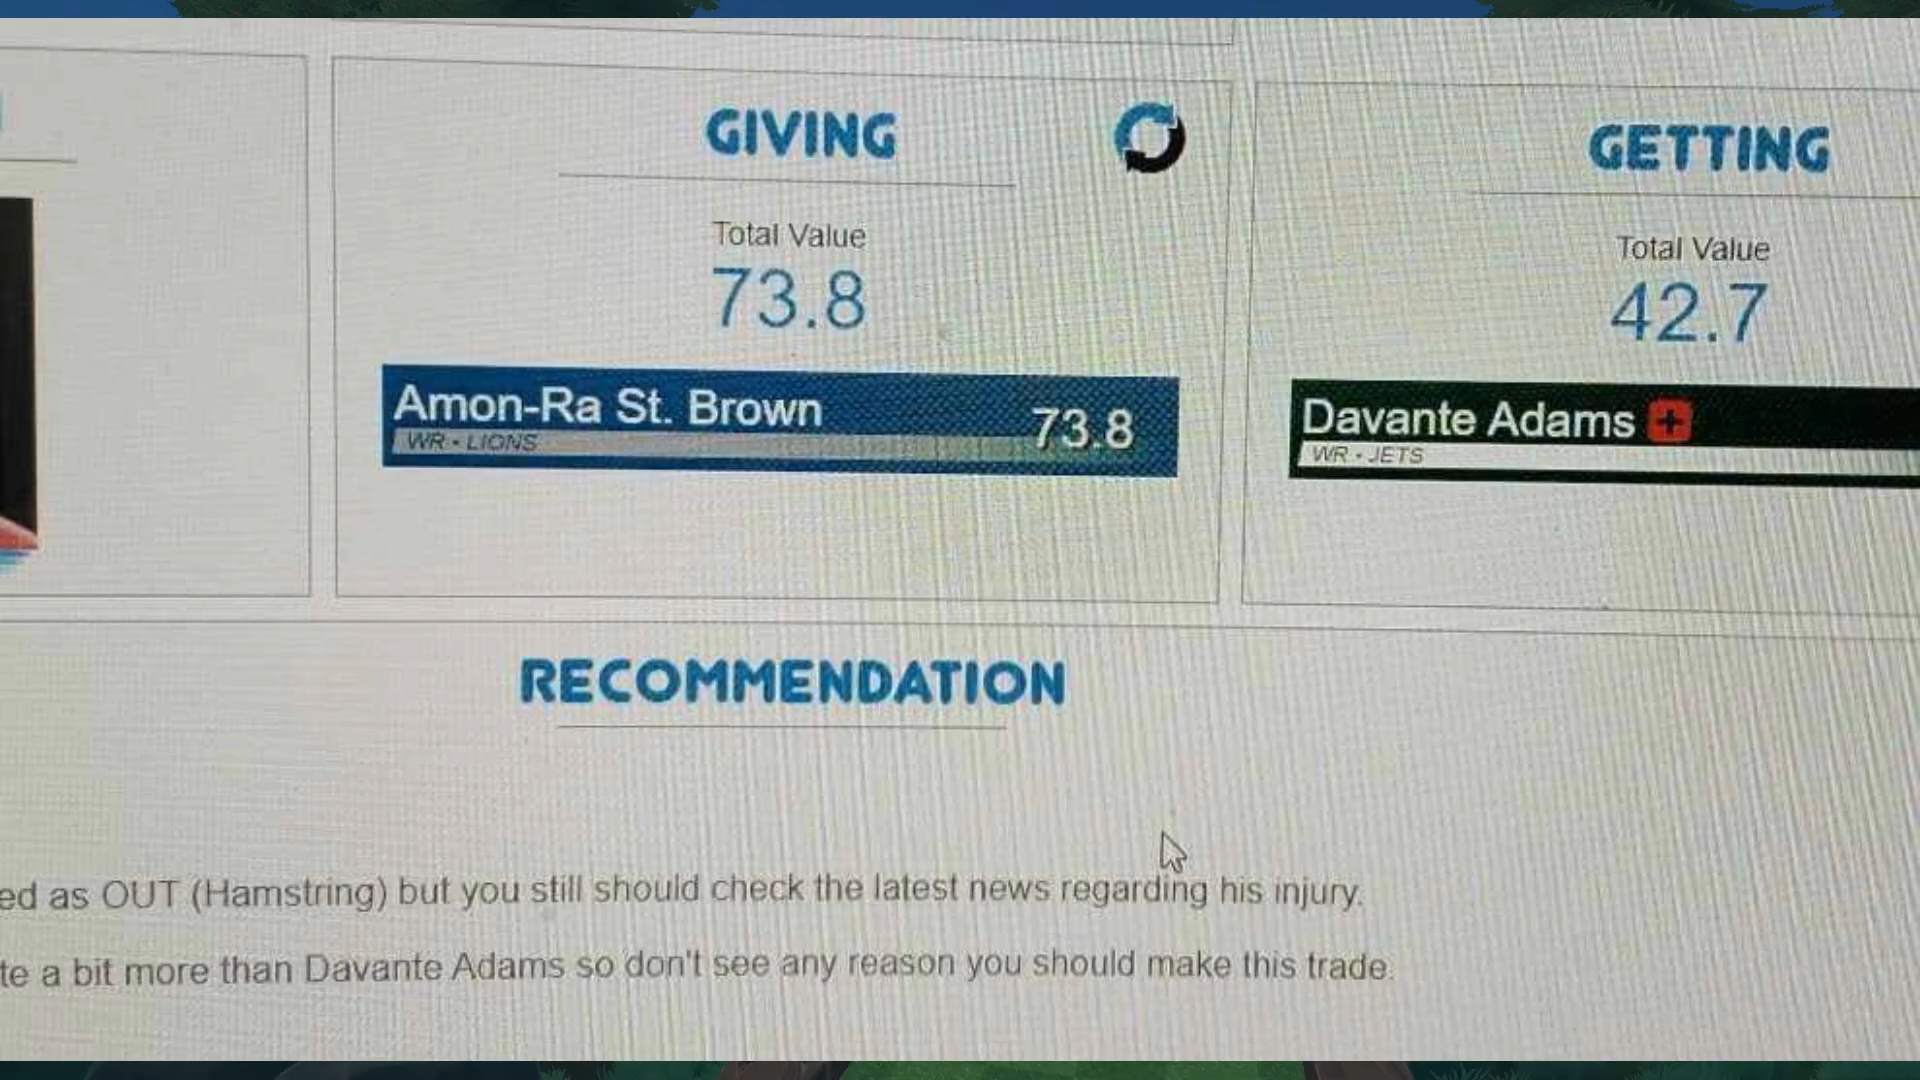 GIVING
Total Value
73.8
Amon-Ra St. Brown
WR • LIONS
73.8
GETTING
Total Value
42.7
Davante Adams
WR • JETS
RECOMMENDATION
ed as OUT (Hamstring) but you still should check the latest news regarding his injury.
te a bit more than Davante Adams so don't see any reason you should make this trade.